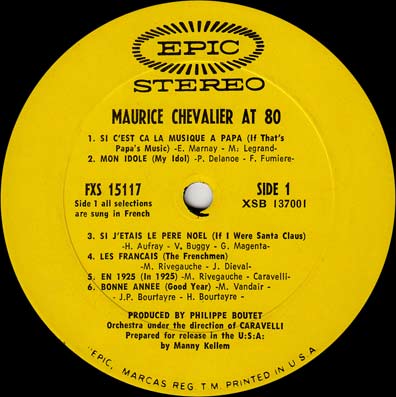 EPIC
STEREO
MAURICE CHEVALIER AT 80
1. SI C'EST ÇA LA MUSIQUE A PAPA (If That's
Papa's Music) -E. Marnay - M. Legrand-
2. MON IDOLE (My Idol) -P. Delanoe - F. Fumiere-
FXS 15117
Side 1 all selections
are sung in French
SIDE 1
XSB 137001
3. SI J'ETAIS LE PERE NOEL (If I Were Santa Claus)
-H. Aufray - V. Buggy - G. Magenta-
4. LES FRANCAIS (The Frenchmen)
-M. Rivegauche - J. Dieval-
5. EN 1925 (In 1925) -M. Rivegauche - Caravelli-
6. BONNE ANNEE (Good Year) -M. Vandair -
-J.P. Bourtayre - H. Bourtayre -
PRODUCED BY PHILIPPE BOUTET
Orchestra under the direction of CARAVELLI
Prepared for release in the U:S:A:
by Manny Kellem
EPIC, MARCAS REG. T.M. PRINTED IN U.S.A.